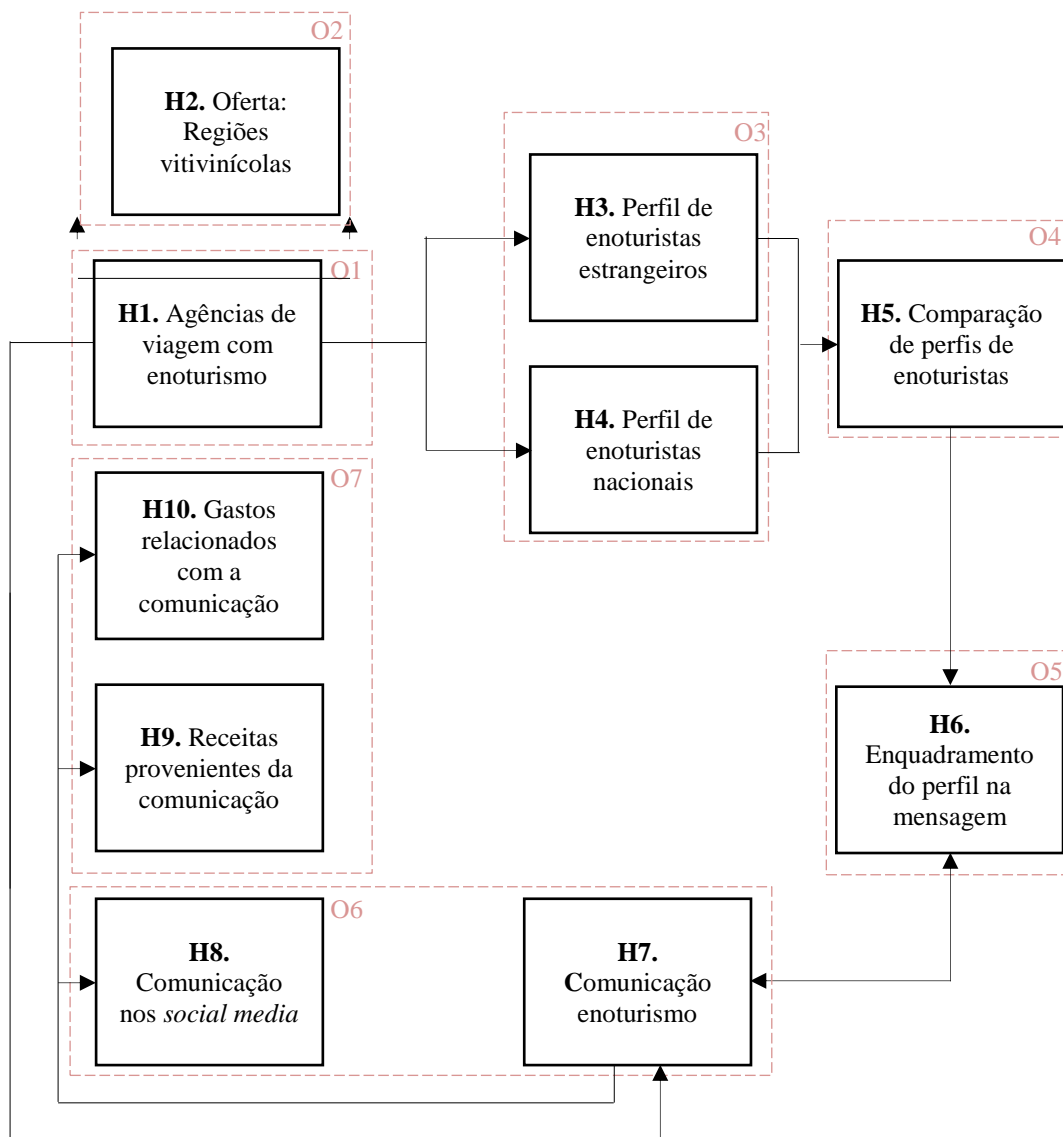 O2
H2. Oferta:
Regiões
vitivinícolas
O3
H3. Perfil de
enoturistas
estrangeiros
O4
O1
H1. Agências de
viagem com
enoturismo
H5. Comparação
de perfis de
enoturistas
H4. Perfil de
enoturistas
nacionais
O7
H10. Gastos
relacionados
com a
comunicação
O5
H9. Receitas
provenientes da
comunicação
H6.
Enquadramento
do perfil na
mensagem
O6
H8.
Comunicação
nos social media
H7.
Comunicação
enoturismo